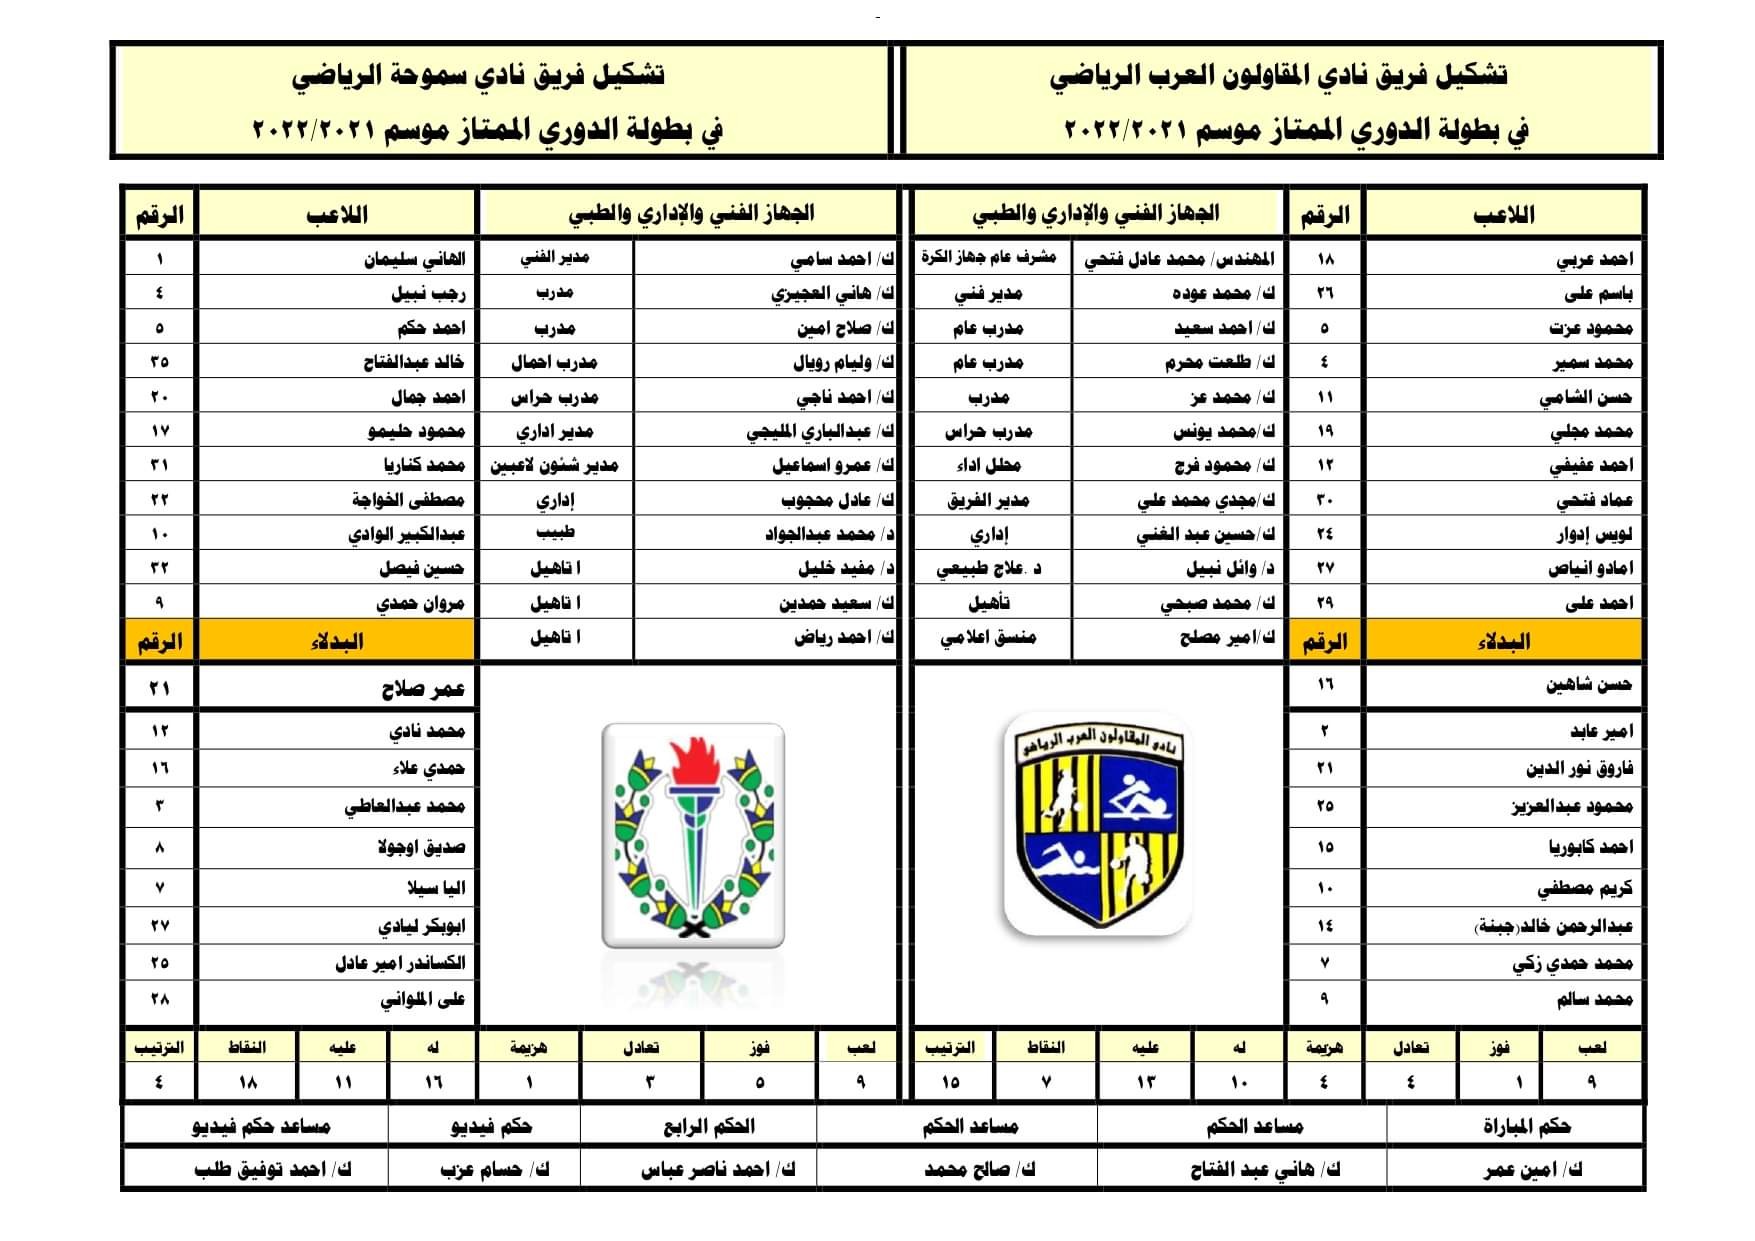 تشكيل فريق نادي المقاولون العرب الرياضي
في بطولة الدوري الممتاز موسم ٢٠٢٢/٢٠٢١
تشكيل فريق نادي سموحة الرياضي
في بطولة الدوري الممتاز موسم ٢٠٢٢/٢٠٢١
اللاعب الرقم الجهاز الفني والإداري والطبي الجهاز الفني والإداري والطبي اللاعب الرقم
احمد عربي ١٨ المهندس/ محمد عادل فتحي مشرف عام جهاز الكرة ك/ احمد سامي مدير الفني الهاني سليمان ١
باسم على ٢٦ ك/ محمد عوده مدير فني ك/ هاني العجيزي مدرب رجب نبيل ٤
محمود عزت ٥ ك/ احمد سعيد مدرب عام ك/ صلاح امين مدرب احمد حكم ٥
محمد سمير ٤ ك/ طلعت محرم مدرب عام ك/ وليام رويال مدرب احمال خالد عبدالفتاح ٣٥
حسن الشامي ١١ ك/ محمد عز مدرب ك/ احمد ناجي مدرب حراس احمد جمال ٢٠
محمد مجلي ١٩ ك/محمد يونس مدرب حراس ك/ عبدالباري المليجي مدير اداري محمود حليمو ١٧
احمد عفيفي ١٢ ك/ محمود فرج محلل اداء ك/ عمرو اسماعيل مدير شئون لاعبين محمد كناريا ٣١
عماد فتحي ٣٠ ك/مجدي محمد علي مدير الفريق ك/ عادل محجوب إداري مصطفى الخواجة ٢٢
لويس إدوار ٢٤ ك/حسين عبد الغني إداري د/ محمد عبدالجواد طبيب عبدالكبير الوادي ١٠
امادو انياص ٢٧ د/ وائل نبيل د .علاج طبيعي د/ مفيد خليل ا تاهيل حسين فيصل ٣٢
احمد على ٢٩ ك/ محمد صبحي تأهيل ك/ سعيد حمدين ا تاهيل مروان حمدي ٩
البدلاء الرقم ك/امير مصلح منسق اعلامي ك/ احمد رياض ا تاهيل البدلاء الرقم
حسن شاهين ١٦ عمر صلاح ٢١
امير عابد ٢ محمد نادي ١٢
نادى المقاولون العرب الرياضى
فاروق نور الدين ٢١ حمدي علاء ١٦
محمود عبدالعزيز ٢٥ محمد عبدالعاطي ٣
احمد كابوريا ١٥ صديق اوجولا ٨
كريم مصطفي ١٠ اليا سيلا ٧
عبدالرحمن خالد(جبنة) ١٤ ابوبكر ليادي ٢٧
محمد حمدي زكي ٧ الكساندر امير عادل ٢٥
محمد سالم ٩ على الملواني ٢٨
لعب فوز تعادل هزيمة له عليه النقاط الترتيب لعب فوز تعادل هزيمة له عليه النقاط الترتيب
٩ ١ ٤ ٤ ١٠ ١٣ ٧ ١٥ ٩ ٥ ٣ ١ ١٦ ١١ ١٨ ٤
حكم المباراة مساعد الحكم مساعد الحكم الحكم الرابع حكم فيديو مساعد حكم فيديو
ك/ امين عمر ك/ هاني عبد الفتاح ك/ صالح محمد ك/ احمد ناصر عباس ك/ حسام عزب ك/ احمد توفيق طلب